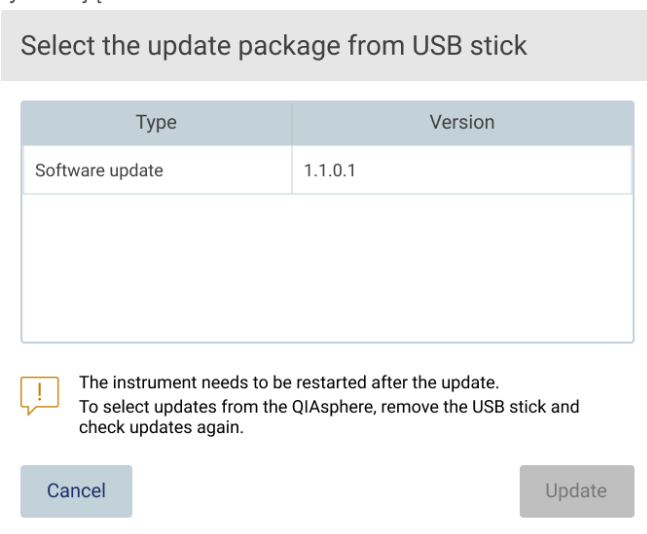 Select the update package from USB stick
Type Version
Software update 1.1.0.1
!
The instrument needs to be restarted after the update.
To select updates from the QIAsphere, remove the USB stick and
check updates again.
Cancel Update